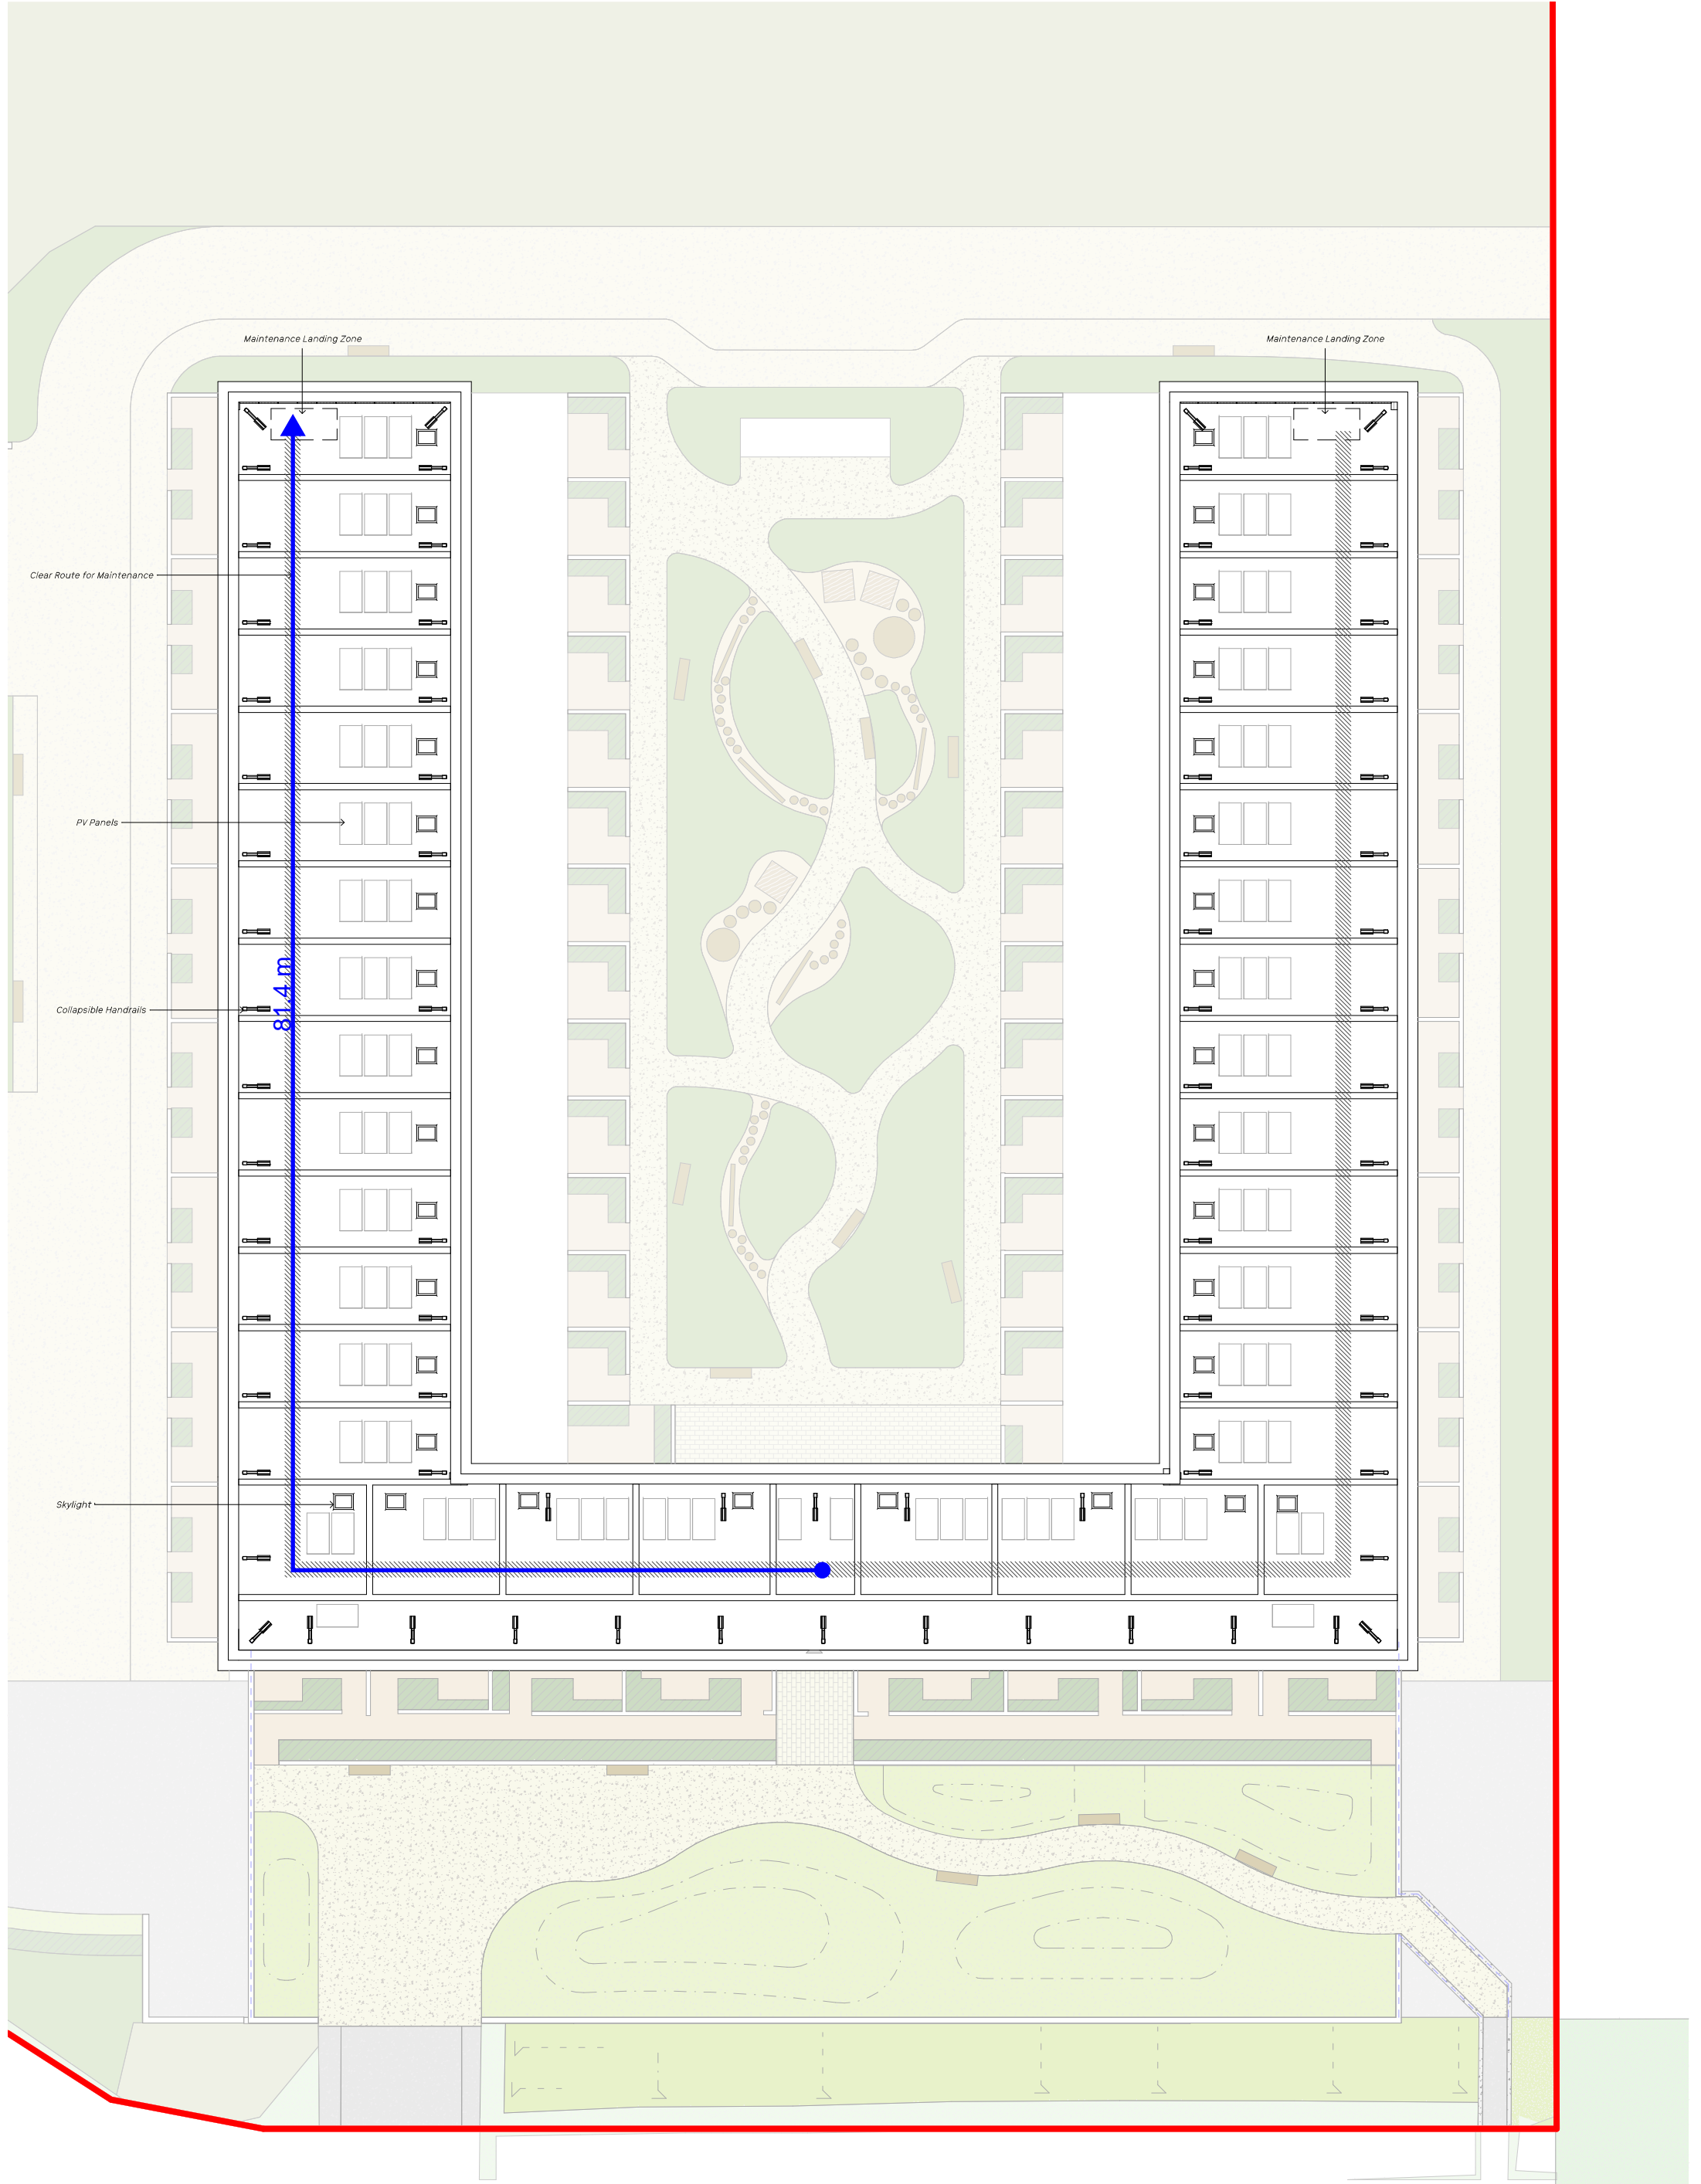 Maintenance Landing Zone
Maintenance Landing Zone
Clear Route for Maintenance
PV Panels
81.4 m
Collapsible Handrails
Skylight